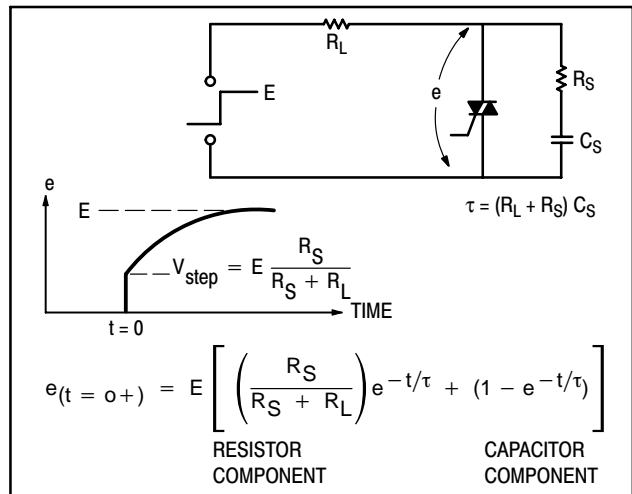 R_L
E
e
R_S
C_S
τ = (R_L + R_S) C_S
e
E
V_step = E R_S / R_S + R_L
TIME
t = 0
e(t = o+) = E [ ( R_S / R_S + R_L ) e^−t/τ + (1 − e^−t/τ) ]
RESISTOR COMPONENT
CAPACITOR COMPONENT